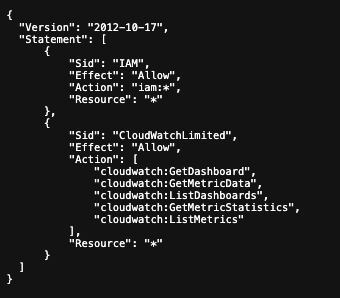 {
"Version": "2012-10-17",
"Statement": [
{
"Sid": "IAM",
"Effect": "Allow",
"Action": "iam:*",
"Resource": "*"
},
{
"Sid": "CloudWatchLimited",
"Effect": "Allow",
"Action": [
"cloudwatch:GetDashboard",
"cloudwatch:GetMetricData",
"cloudwatch:ListDashboards",
"cloudwatch:GetMetricStatistics",
"cloudwatch:ListMetrics"
],
"Resource": "*"
}
]
}